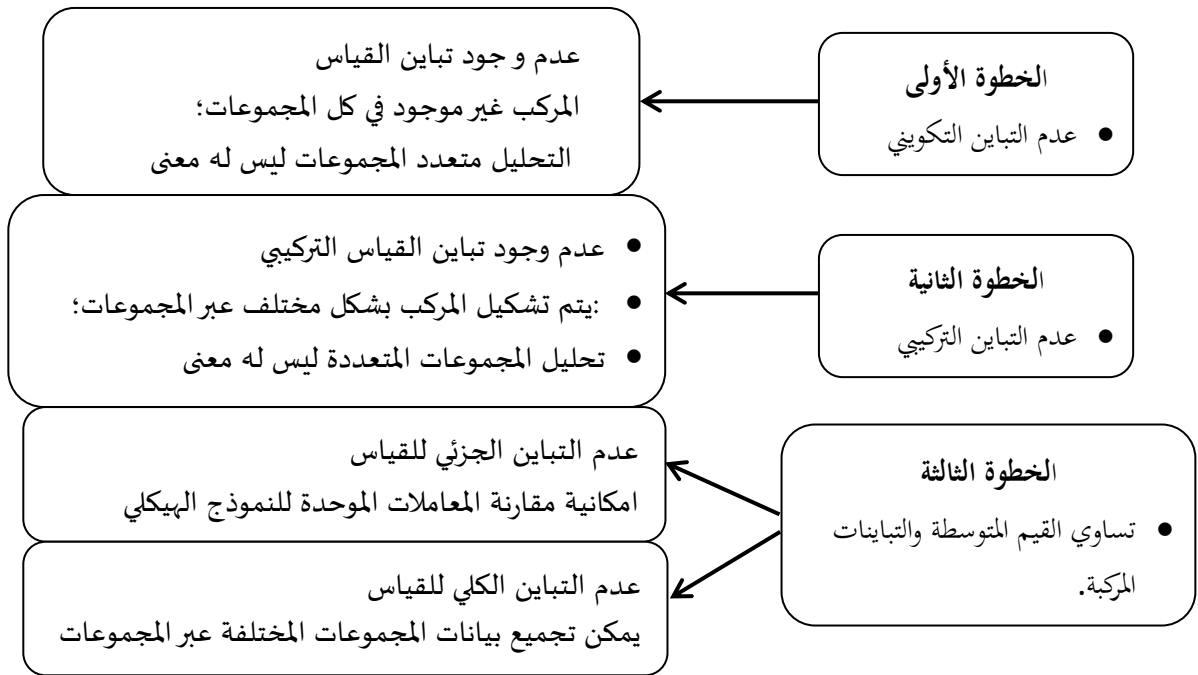 الخطوة الأولى
• عدم التباين التكويني
عدم و جود تباين القياس
المركب غير موجود في كل المجموعات؛
التحليل متعدد المجموعات ليس له معنى
الخطوة الثانية
• عدم التباين التركيبي
• عدم وجود تباين القياس التركيبي
• :يتم تشكيل المركب بشكل مختلف عبر المجموعات؛
• تحليل المجموعات المتعددة ليس له معنى
الخطوة الثالثة
• تساوي القيم المتوسطة والتباينات
المركبة.
عدم التباين الجزئي للقياس
امكانية مقارنة المعاملات الموحدة للنموذج الهيكلي
عدم التباين الكلي للقياس
يمكن تجميع بيانات المجموعات المختلفة عبر المجموعات